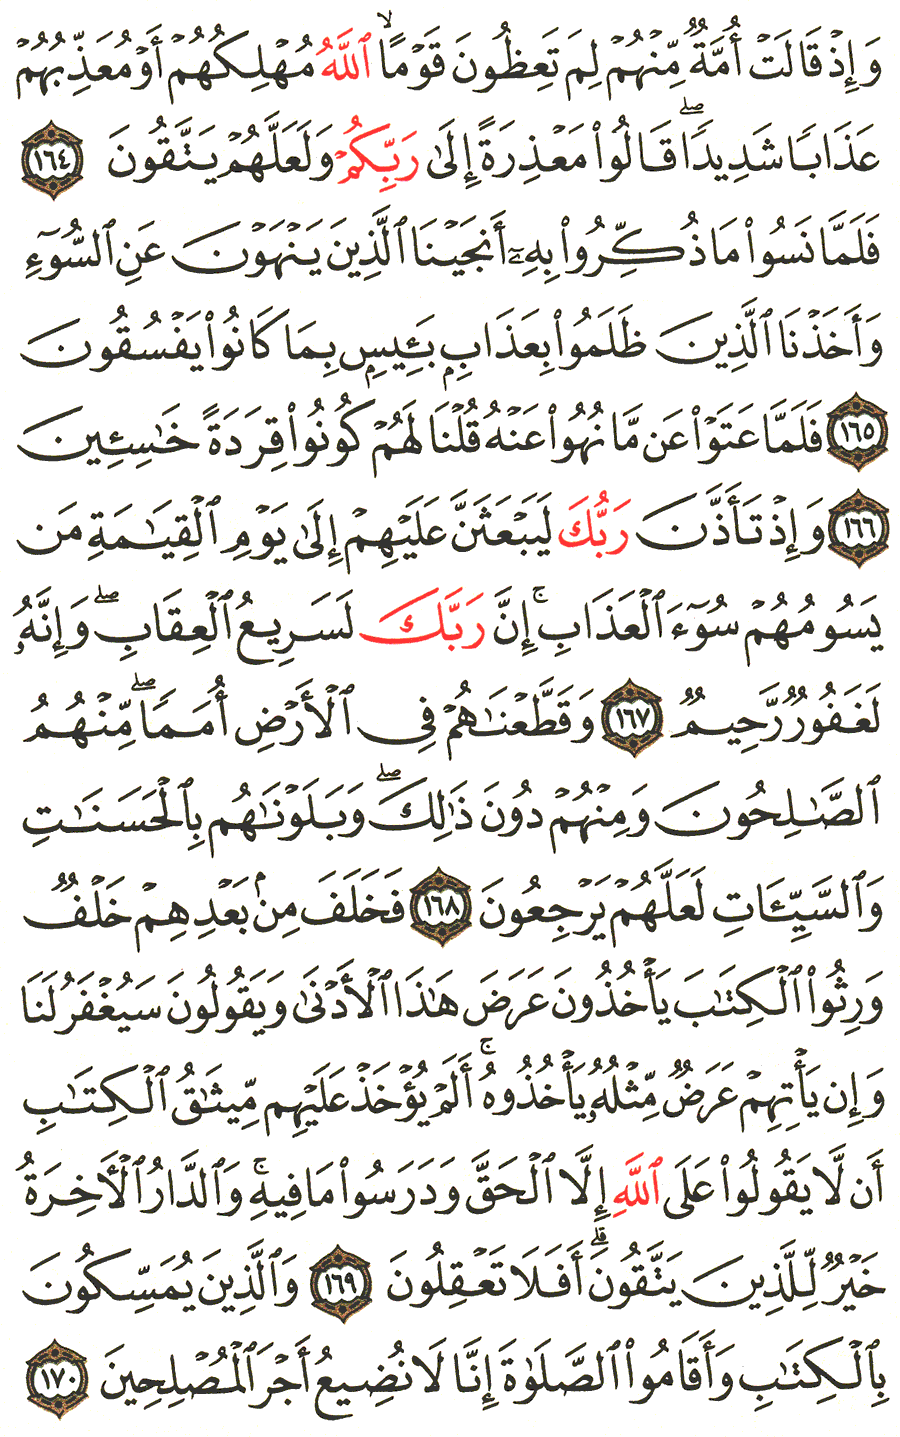 وَإِذۡ قَالَتۡ أُمَّةٞ مِّنۡهُمۡ لِمَ تَعِظُونَ قَوۡمًا ۙ ٱللَّهُ مُهۡلِكُهُمۡ أَوۡ مُعَذِّبُهُمۡ
عَذَابٗا شَدِيدٗاۖ قَالُواْ مَعۡذِرَةً إِلَىٰ رَبِّكُمۡ وَلَعَلَّهُمۡ يَتَّقُونَ ١٦٤
فَلَمَّا نَسُواْ مَا ذُكِّرُواْ بِهِۦٓ أَنجَيۡنَا ٱلَّذِينَ يَنۡهَوۡنَ عَنِ ٱلسُّوٓءِ
وَأَخَذۡنَا ٱلَّذِينَ ظَلَمُواْ بِعَذَابِۭ بَـِٔيسِۭ بِمَا كَانُواْ يَفۡسُقُونَ
١٦٥ فَلَمَّا عَتَوۡاْ عَن مَّا نُهُواْ عَنۡهُ قُلۡنَا لَهُمۡ كُونُواْ قِرَدَةً خَٰسِـِٔينَ
١٦٦ وَإِذۡ تَأَذَّنَ رَبُّكَ لَيَبۡعَثَنَّ عَلَيۡهِمۡ إِلَىٰ يَوۡمِ ٱلۡقِيَٰمَةِ مَن
يَسُومُهُمۡ سُوٓءَ ٱلۡعَذَابِۚ إِنَّ رَبَّكَ لَسَرِيعُ ٱلۡعِقَابِۖ وَإِنَّهُۥ
لَغَفُورٞ رَّحِيمٞ ١٦٧ وَقَطَّعۡنَٰهُمۡ فِي ٱلۡأَرۡضِ أُمَمٗاۖ مِّنۡهُمُ
ٱلصَّٰلِحُونَ وَمِنۡهُمۡ دُونَ ذَٰلِكَۖ وَبَلَوۡنَٰهُم بِٱلۡحَسَنَٰتِ
وَٱلسَّيِّـَٔاتِ لَعَلَّهُمۡ يَرۡجِعُونَ ١٦٨ فَخَلَفَ مِنۢ بَعۡدِهِمۡ خَلۡفٞ
وَرِثُواْ ٱلۡكِتَٰبَ يَأۡخُذُونَ عَرَضَ هَٰذَا ٱلۡأَدۡنَىٰ وَيَقُولُونَ سَيُغۡفَرُ لَنَا
وَإِن يَأۡتِهِمۡ عَرَضٞ مِّثۡلُهُۥ يَأۡخُذُوهُۚ أَلَمۡ يُؤۡخَذۡ عَلَيۡهِم مِّيثَٰقُ ٱلۡكِتَٰبِ
أَن لَّا يَقُولُواْ عَلَى ٱللَّهِ إِلَّا ٱلۡحَقَّ وَدَرَسُواْ مَا فِيهِۚ وَٱلدَّارُ ٱلۡأٓخِرَةُ
خَيۡرٞ لِّلَّذِينَ يَتَّقُونَۗ أَفَلَا تَعۡقِلُونَ ١٦٩ وَٱلَّذِينَ يُمَسِّكُونَ
بِٱلۡكِتَٰبِ وَأَقَامُواْ ٱلصَّلَوٰةَ إِنَّا لَا نُضِيعُ أَجۡرَ ٱلۡمُصۡلِحِينَ ١٧٠